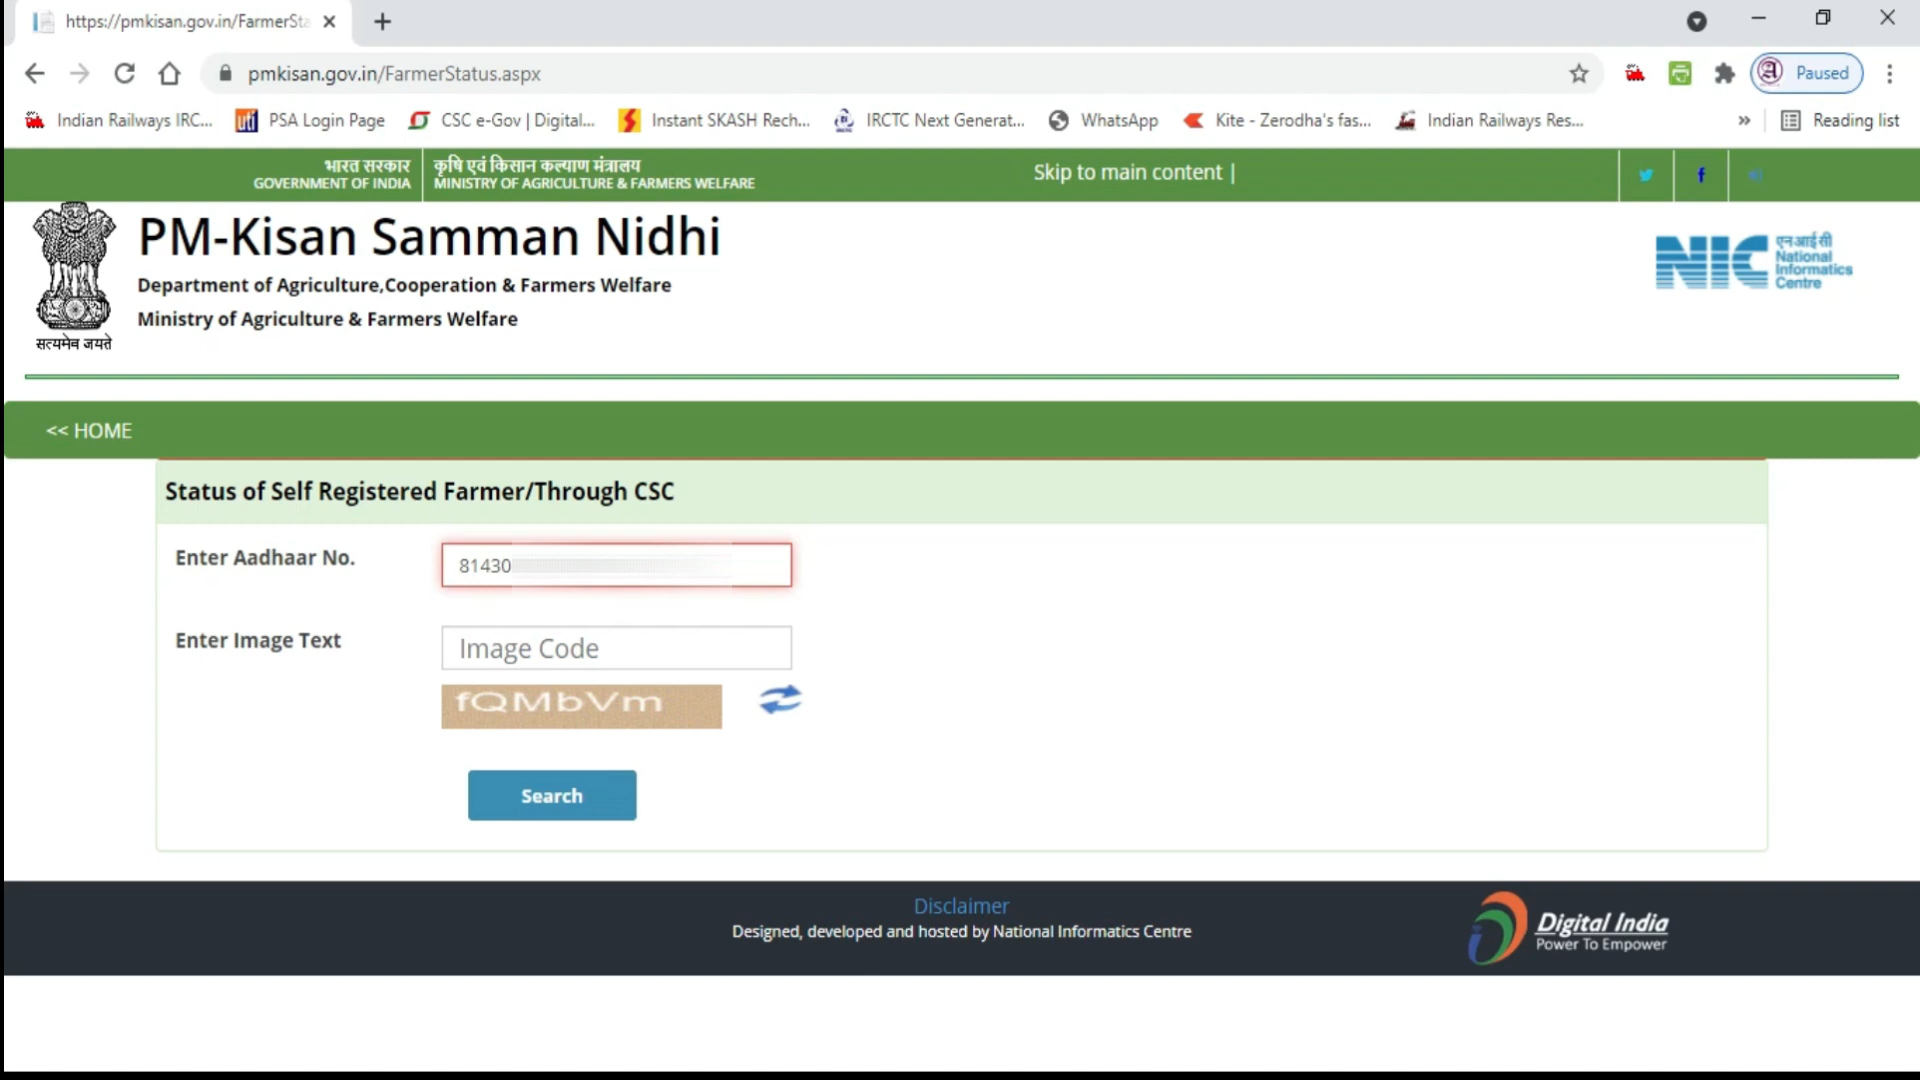 https://pmkisan.gov.in/FarmerSta
pmkisan.gov.in/FarmerStatus.aspx
Paused
Indian Railways IRC...
uti
PSA Login Page
CSC e-Gov | Digital...
Instant SKASH Rech...
IRCTC Next Generat...
WhatsApp
Kite - Zerodha's fas...
Indian Railways Res...
»
Reading list
भारत सरकार
GOVERNMENT OF INDIA
कृषि एवं किसान कल्याण मंत्रालय
MINISTRY OF AGRICULTURE & FARMERS WELFARE
Skip to main content |
PM-Kisan Samman Nidhi
Department of Agriculture,Cooperation & Farmers Welfare
Ministry of Agriculture & Farmers Welfare
सत्यमेव जयते
NIC
एन आई सी
National
Informatics
Centre
<< HOME
Status of Self Registered Farmer/Through CSC
Enter Aadhaar No.
81430
Enter Image Text
Image Code
fQMbVm
Search
Disclaimer
Designed, developed and hosted by National Informatics Centre
Digital India
Power To Empower